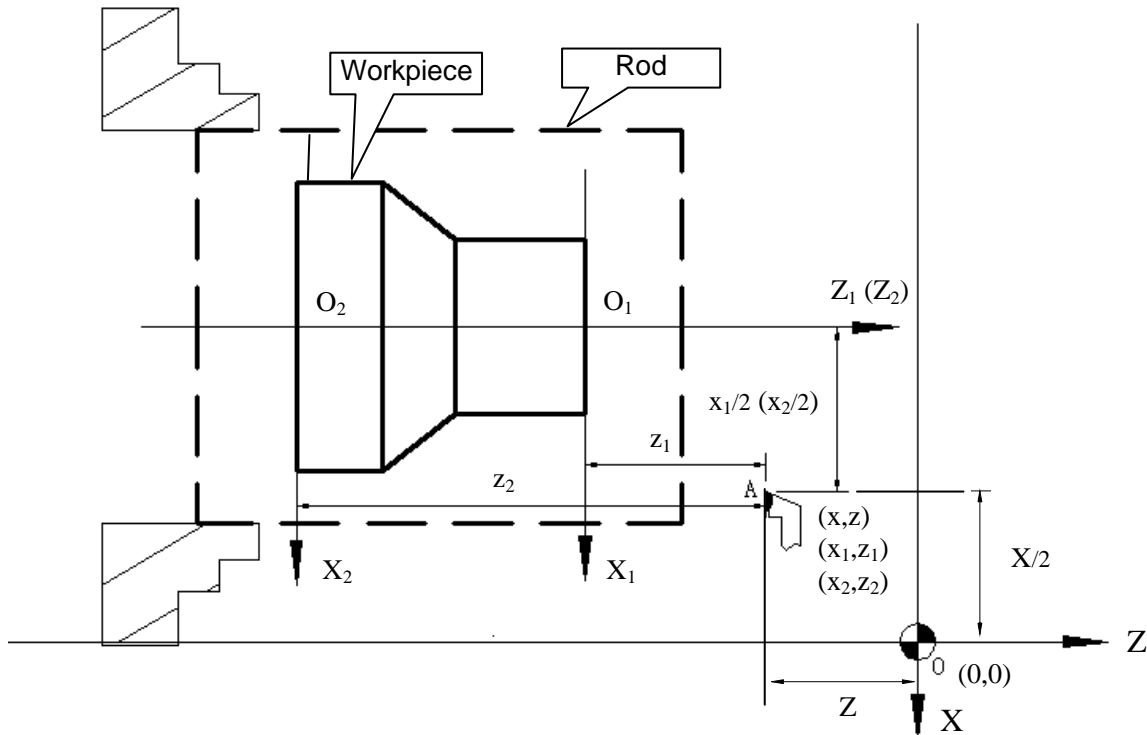 Workpiece
Rod
O₂
O₁
Z₁ (Z₂)
x₁/2 (x₂/2)
z₁
z₂
A
(x,z)
(x₁,z₁)
(x₂,z₂)
X/2
X₂
X₁
Z
O
(0,0)
Z
X